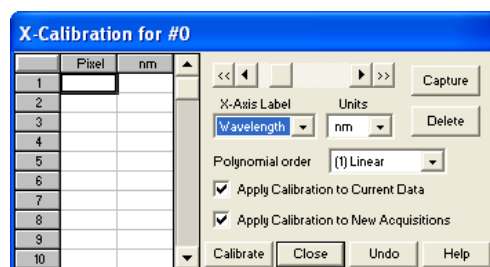 X-Calibration for #0
Pixel nm
1
2
3
4
5
6
7
8
9
10
<< >> Capture
X-Axis Label Units
Wavelength nm Delete
Polynomial order (1) Linear
Apply Calibration to Current Data
Apply Calibration to New Acquisitions
Calibrate Close Undo Help